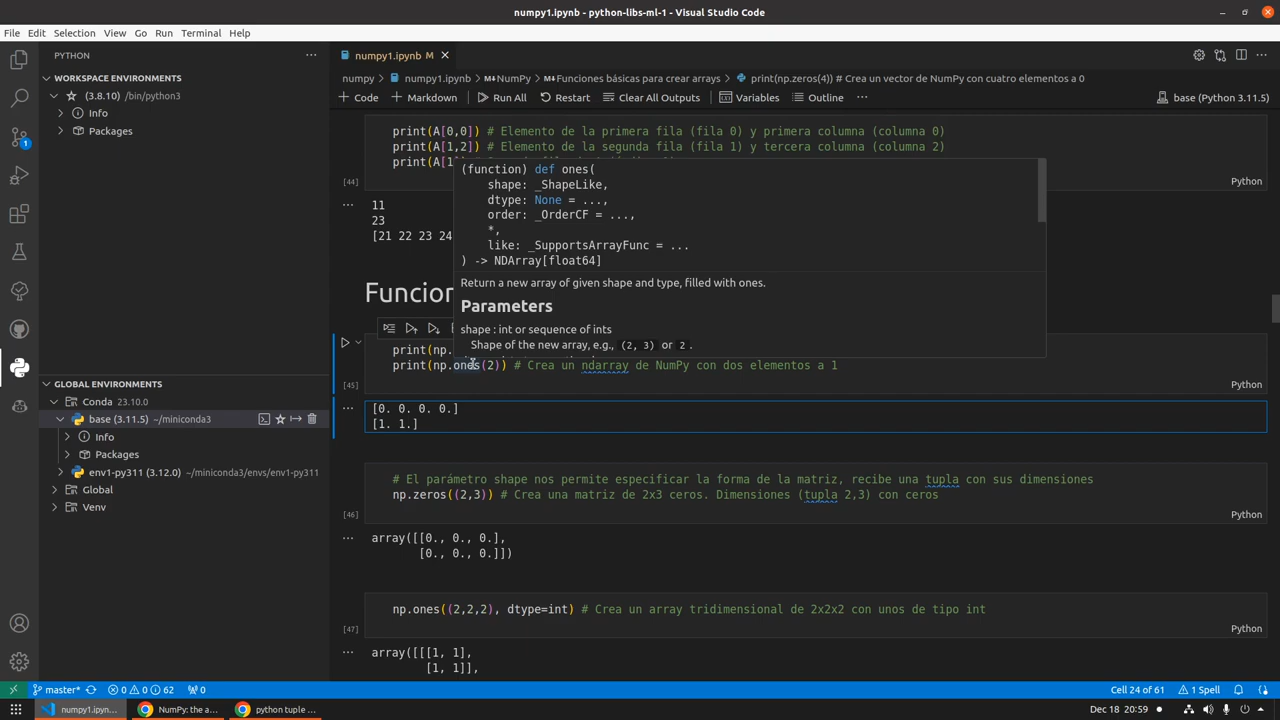 numpy1.ipynb - python-libs-ml-1 - Visual Studio Code
File Edit Selection View Go Run Terminal Help
PYTHON
numpy1.ipynb M
WORKSPACE ENVIRONMENTS
numpy > numpy1.ipynb > NumPy > Funciones básicas para crear arrays > print(np.zeros(4)) # Crea un vector de NumPy con cuatro elementos a 0
(3.8.10) /bin/python3
+ Code + Markdown Run All Restart Clear All Outputs Variables Outline ... base (Python 3.11.5)
Info
Packages
print(A[0,0]) # Elemento de la primera fila (fila 0) y primera columna (columna 0)
print(A[1,2]) # Elemento de la segunda fila (fila 1) y tercera columna (columna 2)
print(A[1
[44]
Python
(function) def ones(
shape: _ShapeLike,
dtype: None = ...,
order: _OrderCF = ...,
*,
like: _SupportsArrayFunc = ...
) -> NDArray[float64]
Return a new array of given shape and type, filled with ones.
Parameters
shape : int or sequence of ints
Shape of the new array, e.g., (2, 3) or 2.
11
23
[21 22 23 24
Funcion
print(np.
print(np.ones(2)) # Crea un ndarray de NumPy con dos elementos a 1
[45]
Python
[0. 0. 0. 0.]
[1. 1.]
# El parámetro shape nos permite especificar la forma de la matriz, recibe una tupla con sus dimensiones
np.zeros((2,3)) # Crea una matriz de 2x3 ceros. Dimensiones (tupla 2,3) con ceros
[46]
Python
array([[0., 0., 0.],
[0., 0., 0.]])
np.ones((2,2,2), dtype=int) # Crea un array tridimensional de 2x2x2 con unos de tipo int
[47]
Python
array([[[1, 1],
[1, 1]],
GLOBAL ENVIRONMENTS
Conda 23.10.0
base (3.11.5) ~/miniconda3
Info
Packages
env1-py311 (3.12.0) ~/miniconda3/envs/env1-py311
Global
Venv
1
master* 0 0 62 0
Cell 24 of 61 1 Spell
numpy1.ipyn... NumPy: the a... python tuple ...
Dec 18 20:59